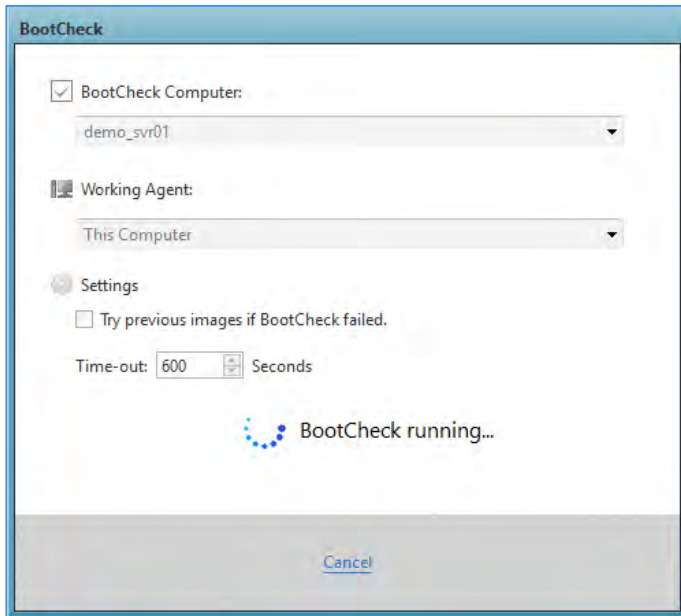 BootCheck
BootCheck Computer:
demo_svr01
Working Agent:
This Computer
Settings
Try previous images if BootCheck failed.
Time-out: 600 Seconds
BootCheck running...
Cancel